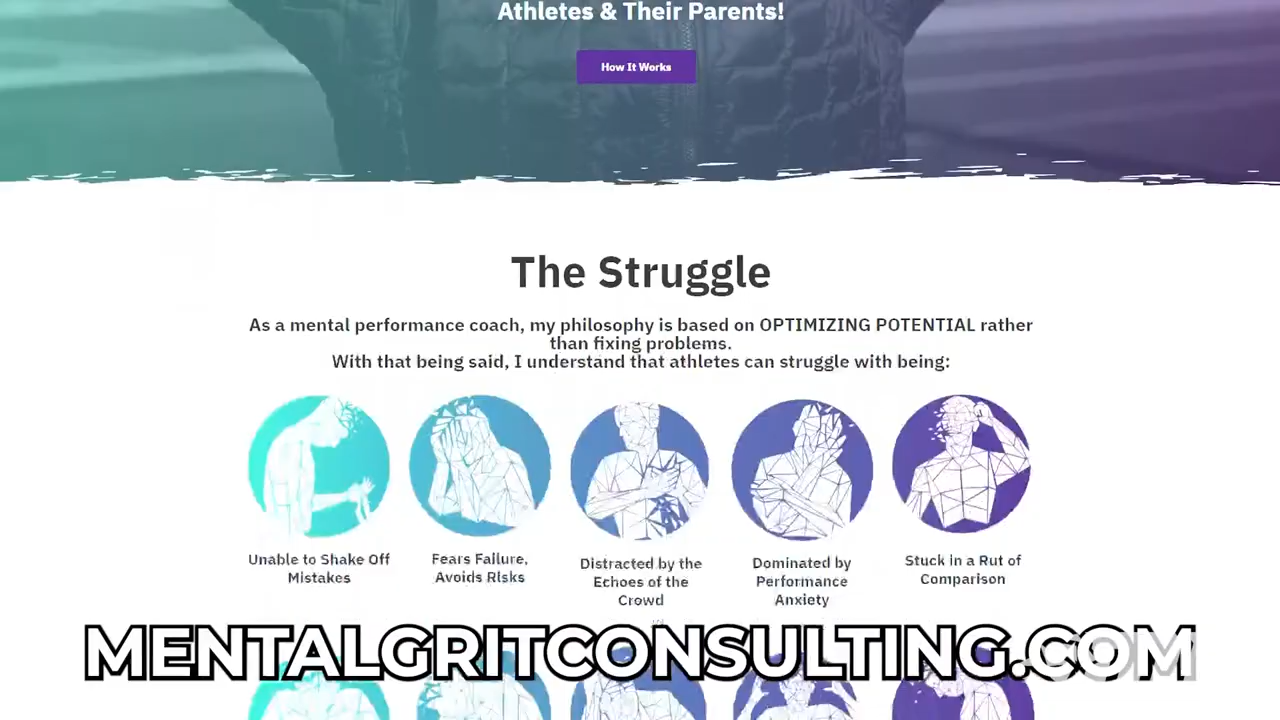 Athletes & Their Parents!
How It Works
The Struggle
As a mental performance coach, my philosophy is based on OPTIMIZING POTENTIAL rather
than fixing problems.
With that being said, I understand that athletes can struggle with being:
Unable to Shake Off
Mistakes
Fears Failure,
Avoids Risks
Distracted by the
Echoes of the
Crowd
Dominated by
Performance
Anxiety
Stuck in a Rut of
Comparison
MENTALGRITCONSULTING.COM